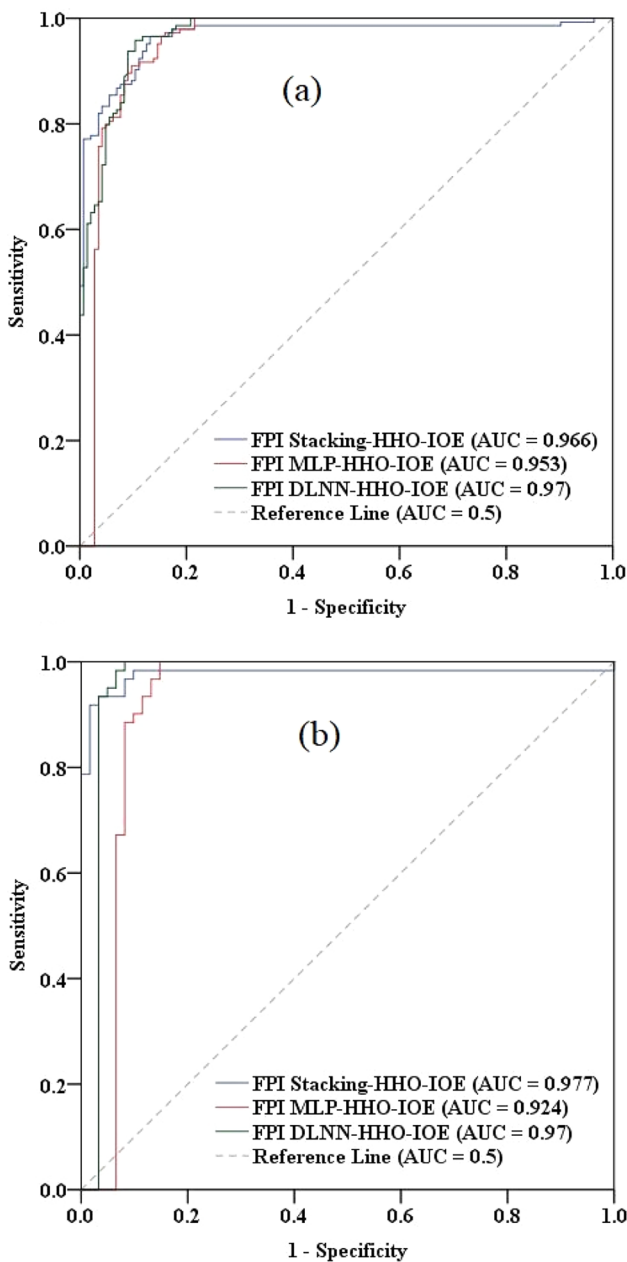 1.0
(a)
0.8
0.6
Sensitivity
0.4
FPI Stacking-HHO-IOE (AUC = 0.966)
0.2
FPI MLP-HHO-IOE (AUC = 0.953)
FPI DLNN-HHO-IOE (AUC = 0.97)
Reference Line (AUC = 0.5)
0.0
0.0 0.2 0.4 0.6 0.8 1.0
1 - Specificity
1.0
(b)
0.8
0.6
Sensitivity
0.4
0.2
FPI Stacking-HHO-IOE (AUC = 0.977)
FPI MLP-HHO-IOE (AUC = 0.924)
FPI DLNN-HHO-IOE (AUC = 0.97)
Reference Line (AUC = 0.5)
0.0
0.0 0.2 0.4 0.6 0.8 1.0
1 - Specificity